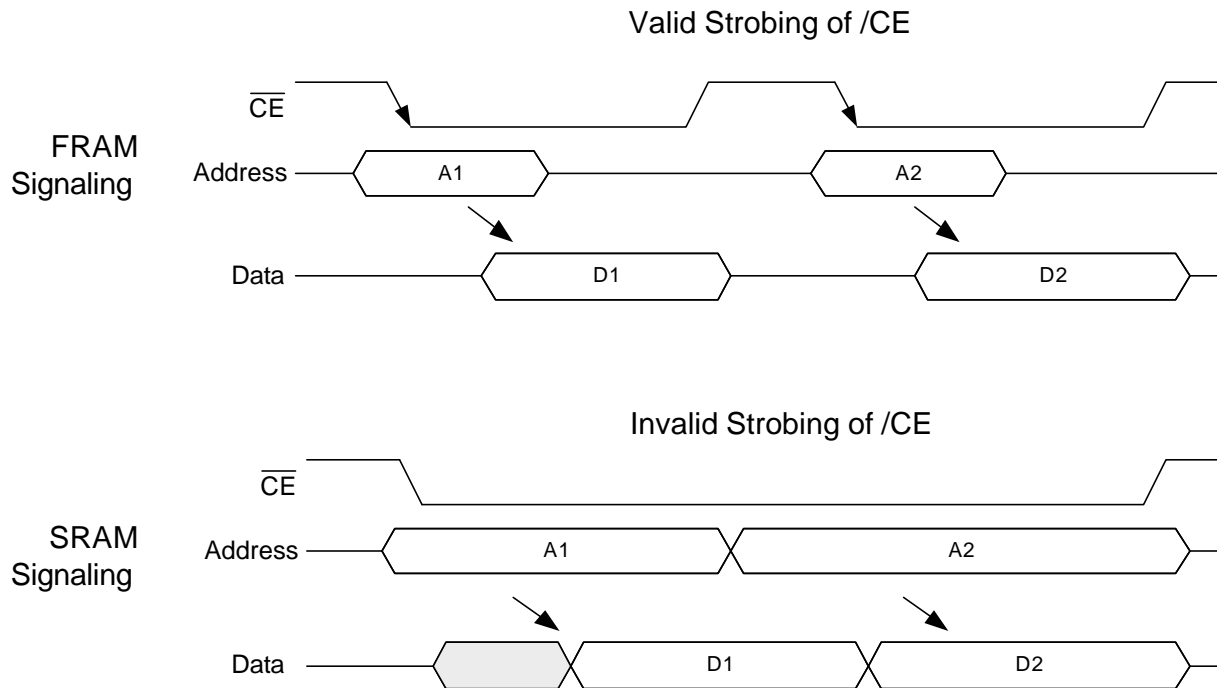 Valid Strobing of /CE
CE
FRAM
Signaling
Address
A1
A2
Data
D1
D2
Invalid Strobing of /CE
CE
SRAM
Signaling
Address
A1
A2
Data
D1
D2